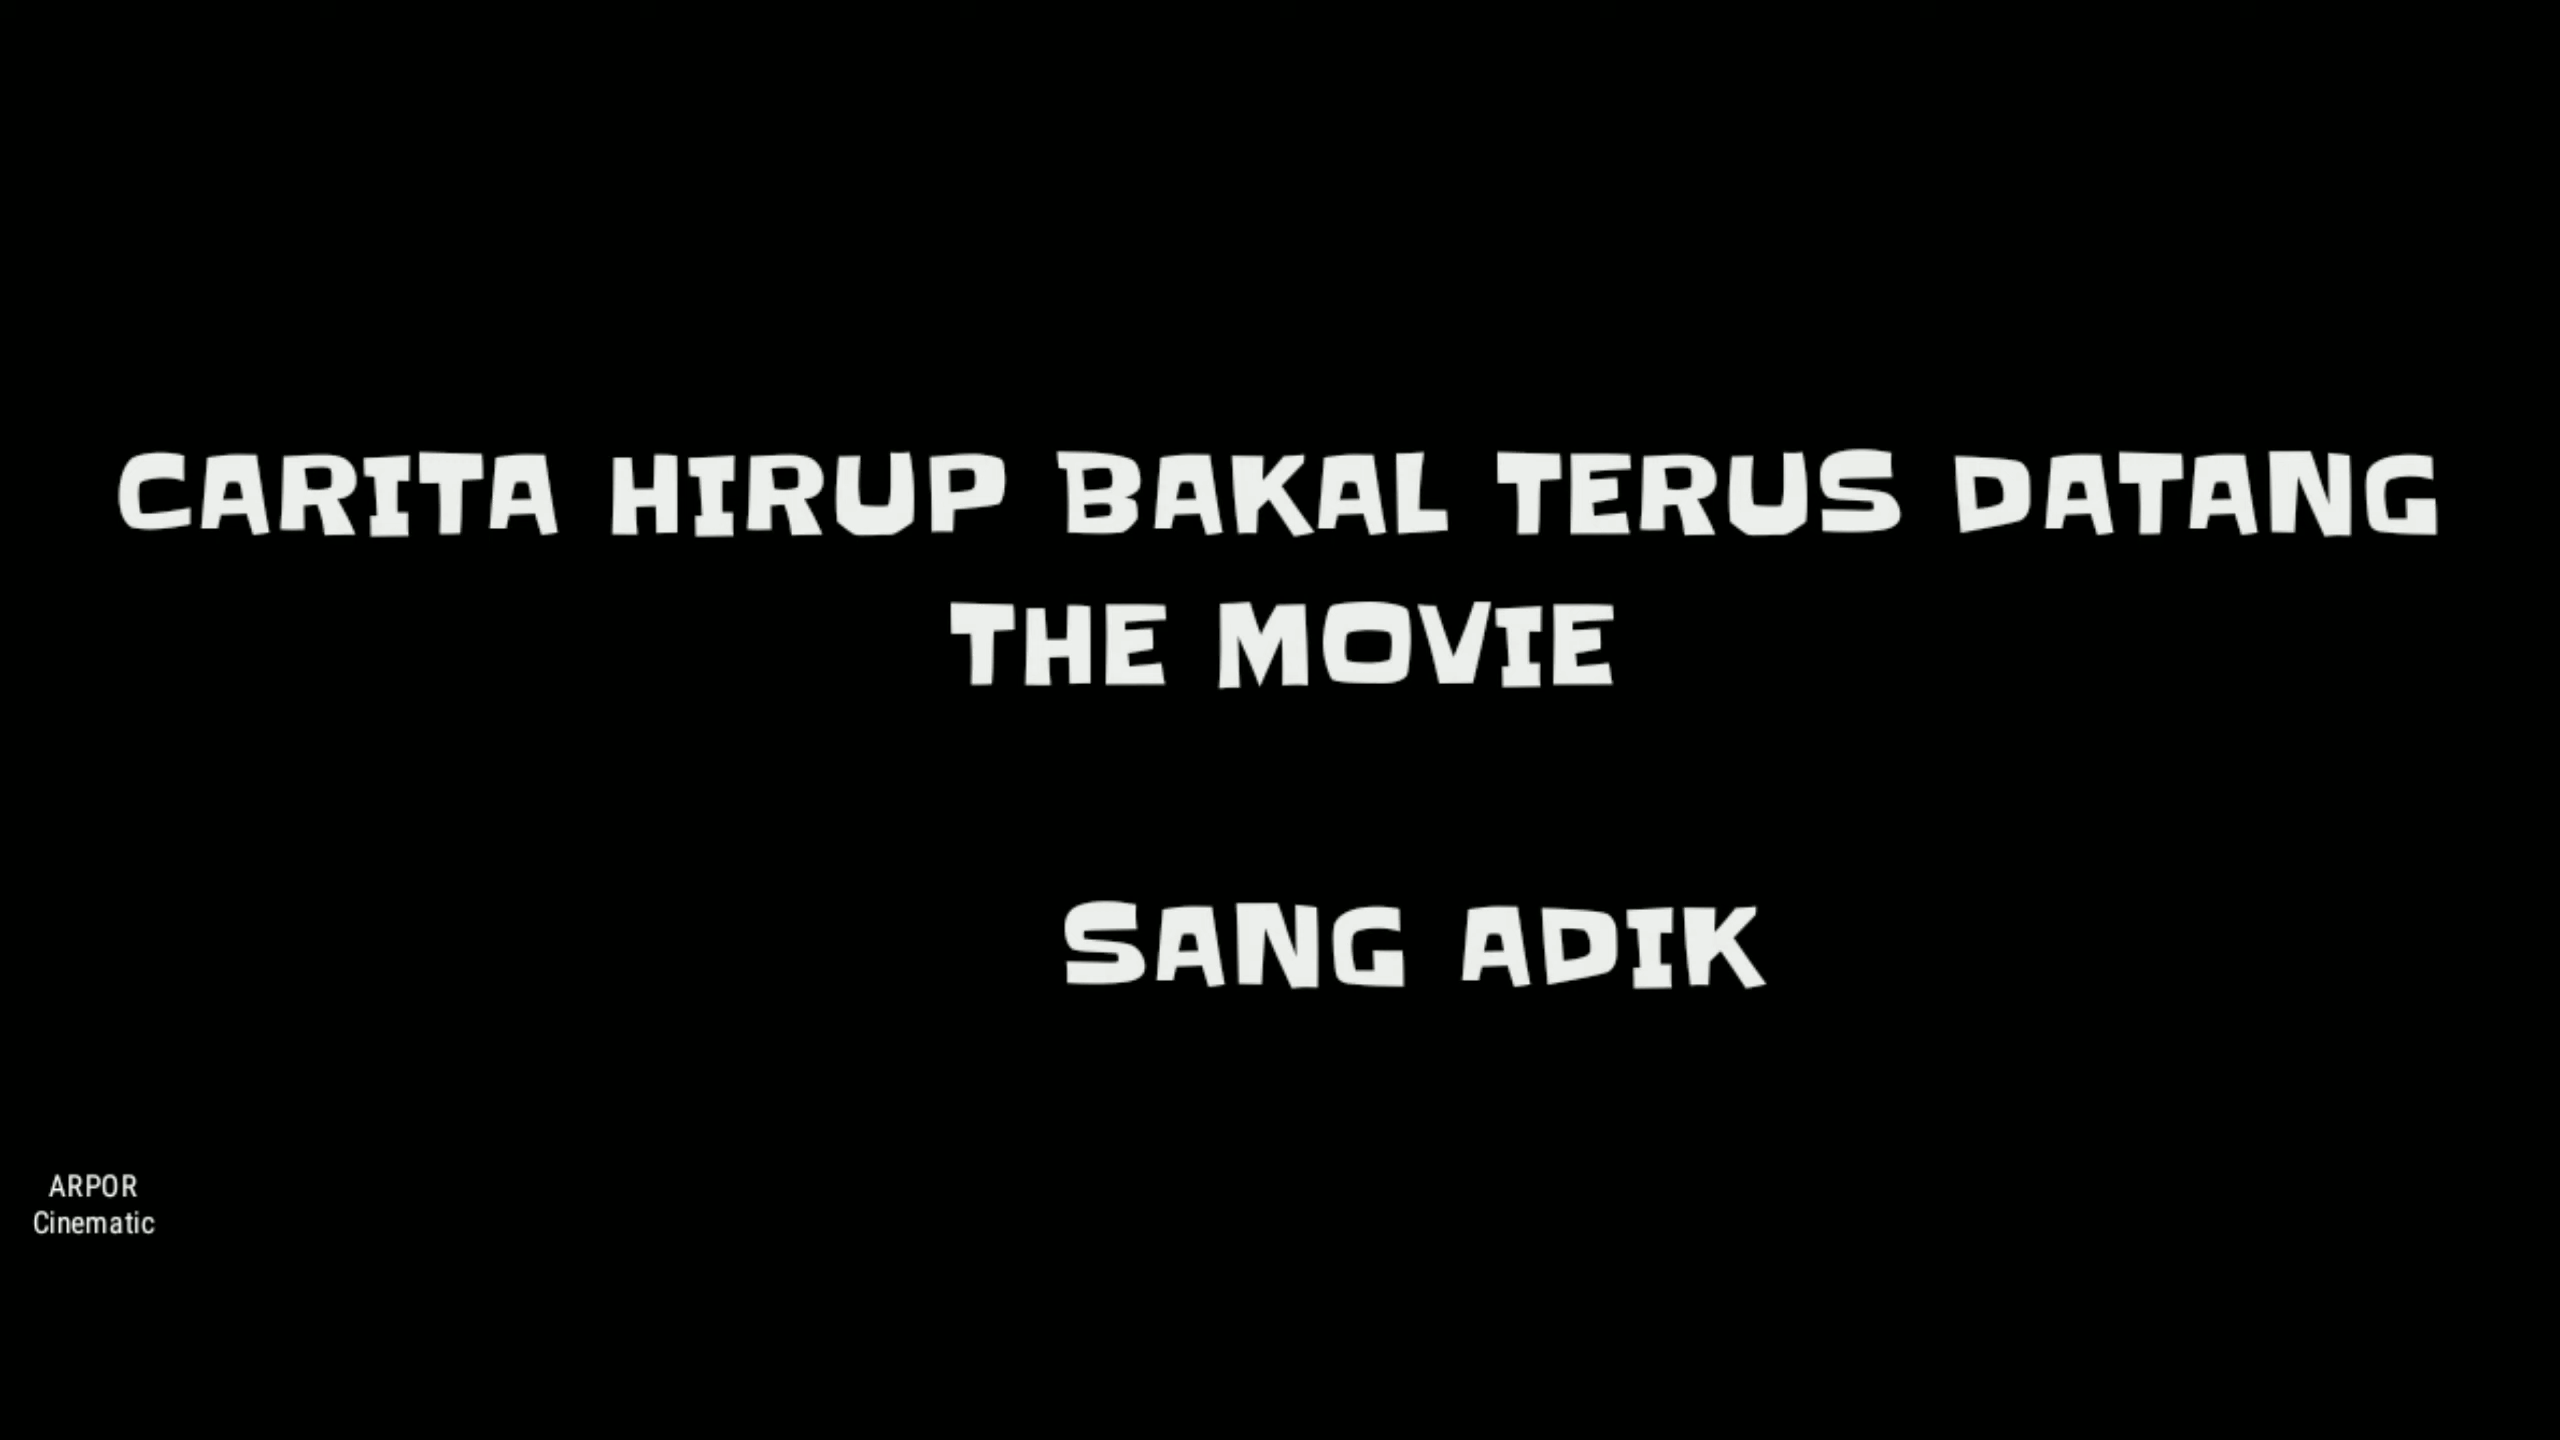 CARITA HIRUP BAKAL TERUS DATANG
THE MOVIE
SANG ADIK
ARPOR
Cinematic